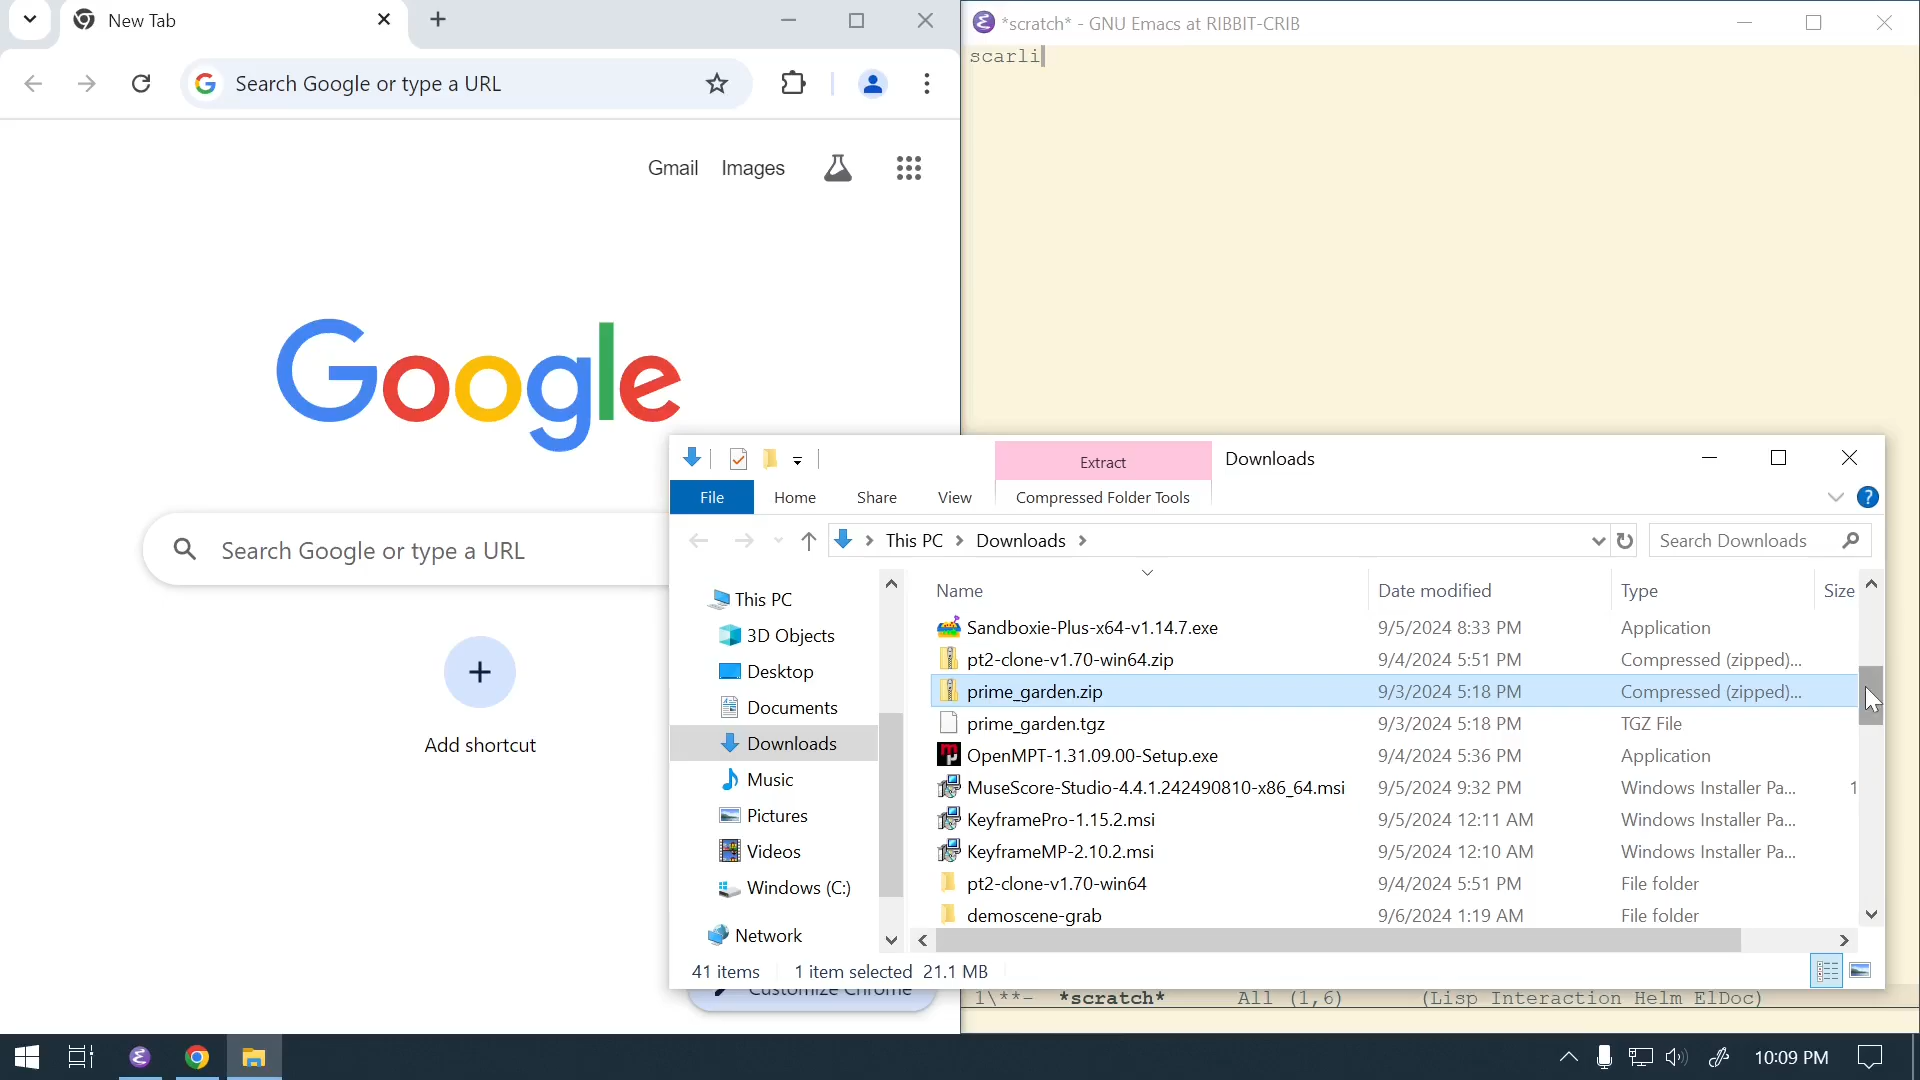 New Tab
Search Google or type a URL
Gmail Images
Google
Search Google or type a URL
Add shortcut
Customize Chrome
*scratch* - GNU Emacs at RIBBIT-CRIB
scarli
1\**- *scratch* All (1,6) (Lisp Interaction Helm ElDoc)
Extract Downloads
File Home Share View Compressed Folder Tools
This PC Downloads Search Downloads
This PC
3D Objects
Desktop
Documents
Downloads
Music
Pictures
Videos
Windows (C:)
Network
Name Date modified Type Size
Sandboxie-Plus-x64-v1.14.7.exe 9/5/2024 8:33 PM Application
pt2-clone-v1.70-win64.zip 9/4/2024 5:51 PM Compressed (zipped)...
prime_garden.zip 9/3/2024 5:18 PM Compressed (zipped)...
prime_garden.tgz 9/3/2024 5:18 PM TGZ File
OpenMPT-1.31.09.00-Setup.exe 9/4/2024 5:36 PM Application
MuseScore-Studio-4.4.1.242490810-x86_64.msi 9/5/2024 9:32 PM Windows Installer Pa... 1
KeyframePro-1.15.2.msi 9/5/2024 12:11 AM Windows Installer Pa...
KeyframeMP-2.10.2.msi 9/5/2024 12:10 AM Windows Installer Pa...
pt2-clone-v1.70-win64 9/4/2024 5:51 PM File folder
demoscene-grab 9/6/2024 1:19 AM File folder
41 items 1 item selected 21.1 MB
10:09 PM